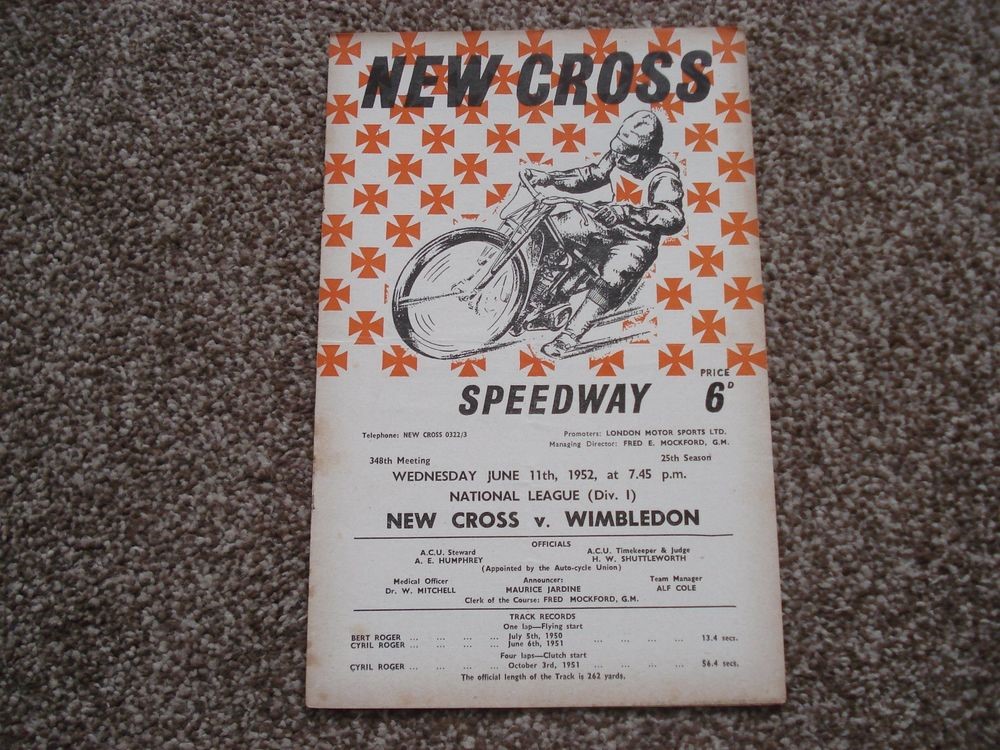 NEW CROSS
SPEEDWAY
PRICE
6D
Telephone: NEW CROSS 0322/3
Promoters: LONDON MOTOR SPORTS LTD.
Managing Director: FRED E. MOCKFORD, G.M.
348th Meeting 25th Season
WEDNESDAY JUNE 11th, 1952, at 7.45 p.m.
NATIONAL LEAGUE (Div. I)
NEW CROSS v. WIMBLEDON
OFFICIALS
A.C.U. Steward A.C.U. Timekeeper & Judge
A. E. HUMPHREY H. W. SHUTTLEWORTH
(Appointed by the Auto-cycle Union)
Medical Officer Announcer: Team Manager
Dr. W. MITCHELL MAURICE JARDINE ALF COLE
Clerk of the Course: FRED MOCKFORD, G.M.
TRACK RECORDS
One lap—Flying start
BERT ROGER ... ... ... ... July 5th, 1950
CYRIL ROGER ... ... ... ... June 6th, 1951 ... ... ... ... 13.4 secs.
Four laps—Clutch start
CYRIL ROGER ... ... ... ... October 3rd, 1951 ... ... ... ... 56.4 secs.
The official length of the Track is 262 yards.